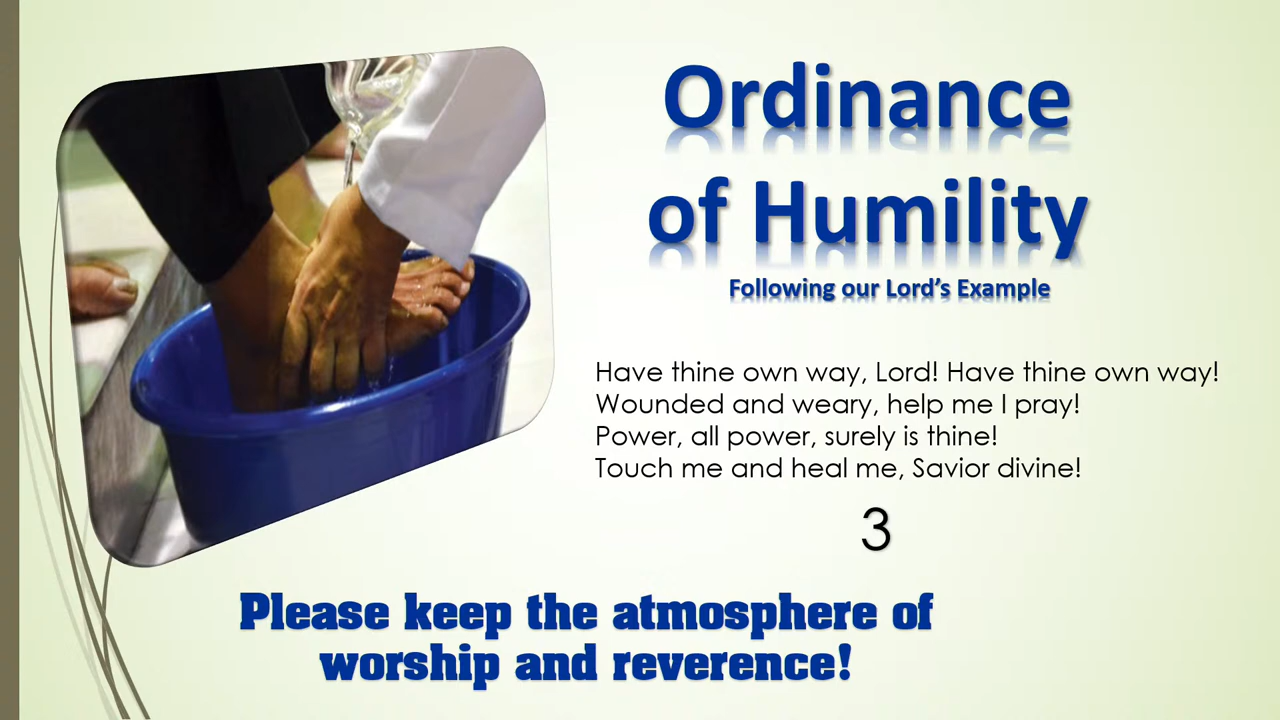 Ordinance
of Humility
Following our Lord's Example
Have thine own way, Lord! Have thine own way!
Wounded and weary, help me I pray!
Power, all power, surely is thine!
Touch me and heal me, Savior divine!
3
Please keep the atmosphere of
worship and reverence!